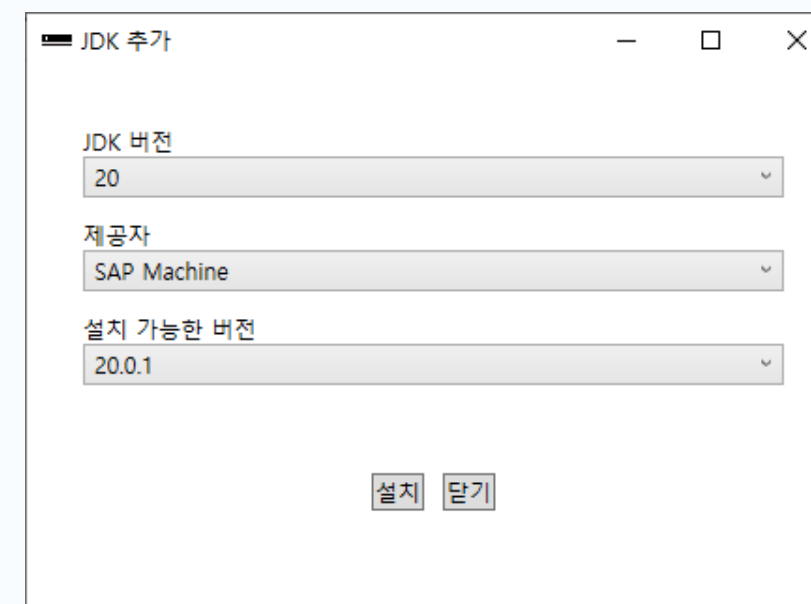 JDK 추가
JDK 버전
20
제공자
SAP Machine
설치 가능한 버전
20.0.1
설치 닫기